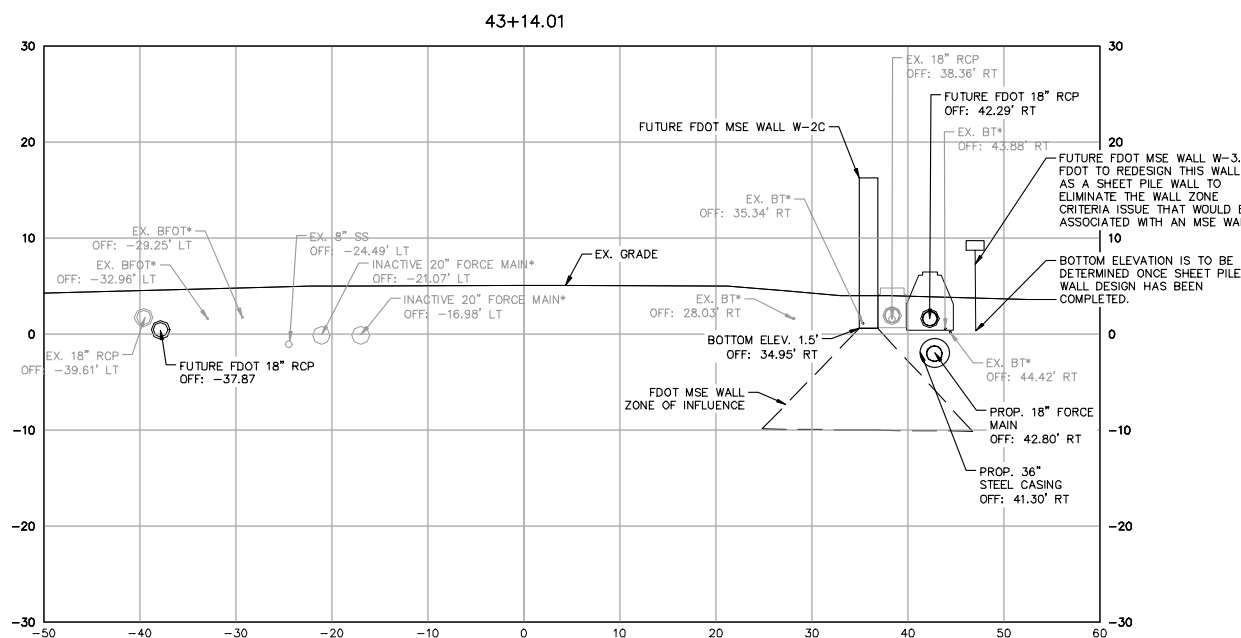 43+14.01
30
20
10
0
-10
-20
-30
30
20
10
0
-10
-20
-30
-50
-40
-30
-20
-10
0
10
20
30
40
50
60
EX. BFOT*
OFF: -29.25' LT
EX. BFOT*
OFF: -32.96' LT
EX. 8" SS
OFF: -24.49' LT
INACTIVE 20" FORCE MAIN*
OFF: -21.07' LT
INACTIVE 20" FORCE MAIN*
OFF: -16.98' LT
EX. 18" RCP
OFF: -39.61' LT
FUTURE FDOT 18" RCP
OFF: -37.87
EX. GRADE
FUTURE FDOT MSE WALL W-2C
EX. BT*
OFF: 35.34' RT
EX. BT*
OFF: 28.03' RT
BOTTOM ELEV. 1.5'
OFF: 34.95' RT
FDOT MSE WALL
ZONE OF INFLUENCE
EX. 18" RCP
OFF: 38.36' RT
FUTURE FDOT 18" RCP
OFF: 42.29' RT
EX. BT*
OFF: 43.88' RT
FUTURE FDOT MSE WALL W-3.
FDOT TO REDESIGN THIS WALL
AS A SHEET PILE WALL TO
ELIMINATE THE WALL ZONE
CRITERIA ISSUE THAT WOULD
ASSOCIATED WITH AN MSE
BOTTOM ELEVATION IS TO BE
DETERMINED ONCE SHEET PILE
WALL DESIGN HAS BEEN
COMPLETED.
EX. BT*
OFF: 44.42' RT
PROP. 18" FORCE
MAIN
OFF: 42.80' RT
PROP. 36"
STEEL CASING
OFF: 41.30' RT